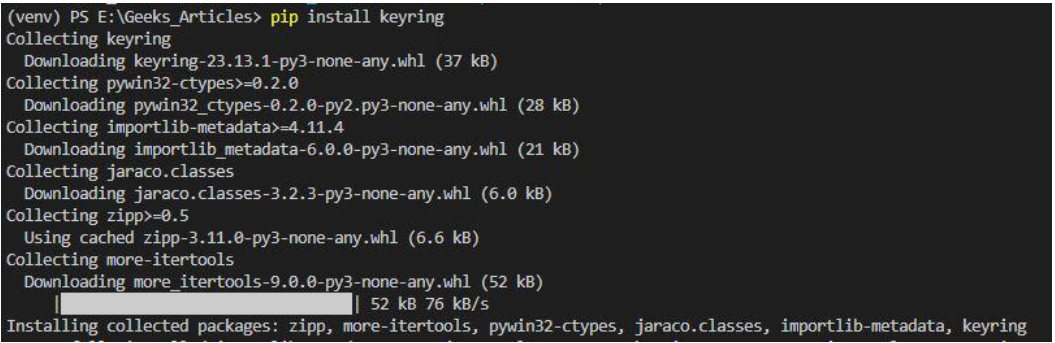 (venv) PS E:\Geeks_Articles> pip install keyring
Collecting keyring
  Downloading keyring-23.13.1-py3-none-any.whl (37 kB)
Collecting pywin32-ctypes>=0.2.0
  Downloading pywin32_ctypes-0.2.0-py2.py3-none-any.whl (28 kB)
Collecting importlib-metadata>=4.11.4
  Downloading importlib_metadata-6.0.0-py3-none-any.whl (21 kB)
Collecting jaraco.classes
  Downloading jaraco.classes-3.2.3-py3-none-any.whl (6.0 kB)
Collecting zipp>=0.5
  Using cached zipp-3.11.0-py3-none-any.whl (6.6 kB)
Collecting more-itertools
  Downloading more_itertools-9.0.0-py3-none-any.whl (52 kB)
     | | 52 kB 76 kB/s
Installing collected packages: zipp, more-itertools, pywin32-ctypes, jaraco.classes, importlib-metadata, keyring